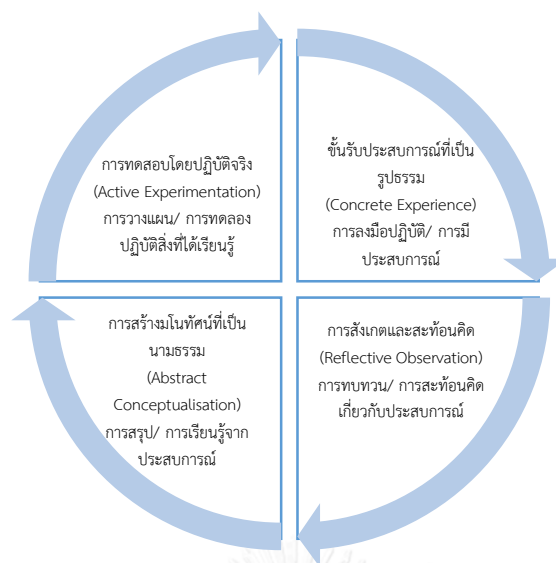 การทดสอบโดยปฏิบัติจริง
(Active Experimentation)
การวางแผน/ การทดลอง
ปฏิบัติสิ่งที่ได้เรียนรู้
ขั้นรับประสบการณ์ที่เป็น
รูปธรรม
(Concrete Experience)
การลงมือปฏิบัติ/ การมี
ประสบการณ์
การสร้างมโนทัศน์ที่เป็น
นามธรรม
(Abstract
Conceptualisation)
การสรุป/ การเรียนรู้จาก
ประสบการณ์
การสังเกตและสะท้อนคิด
(Reflective Observation)
การทบทวน/ การสะท้อนคิด
เกี่ยวกับประสบการณ์